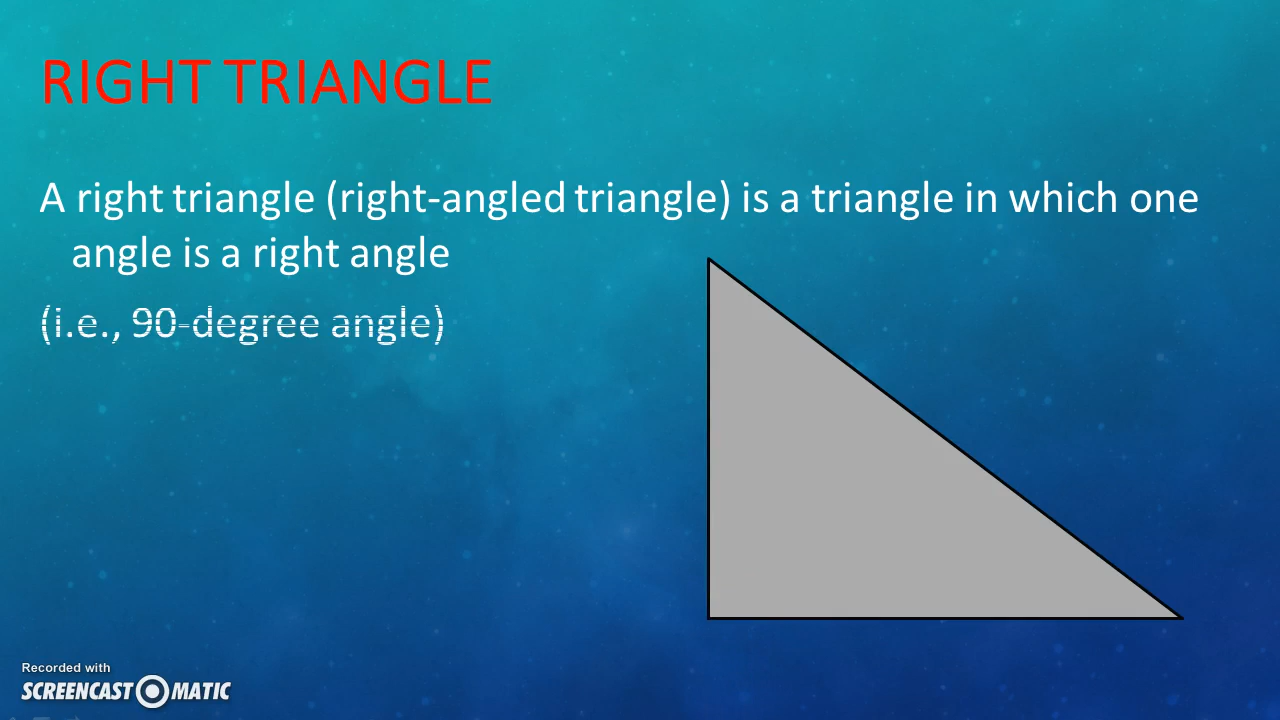 RIGHT TRIANGLE
A right triangle (right-angled triangle) is a triangle in which one
angle is a right angle
(i.e., 90-degree angle)
Recorded with
SCREENCAST MATIC